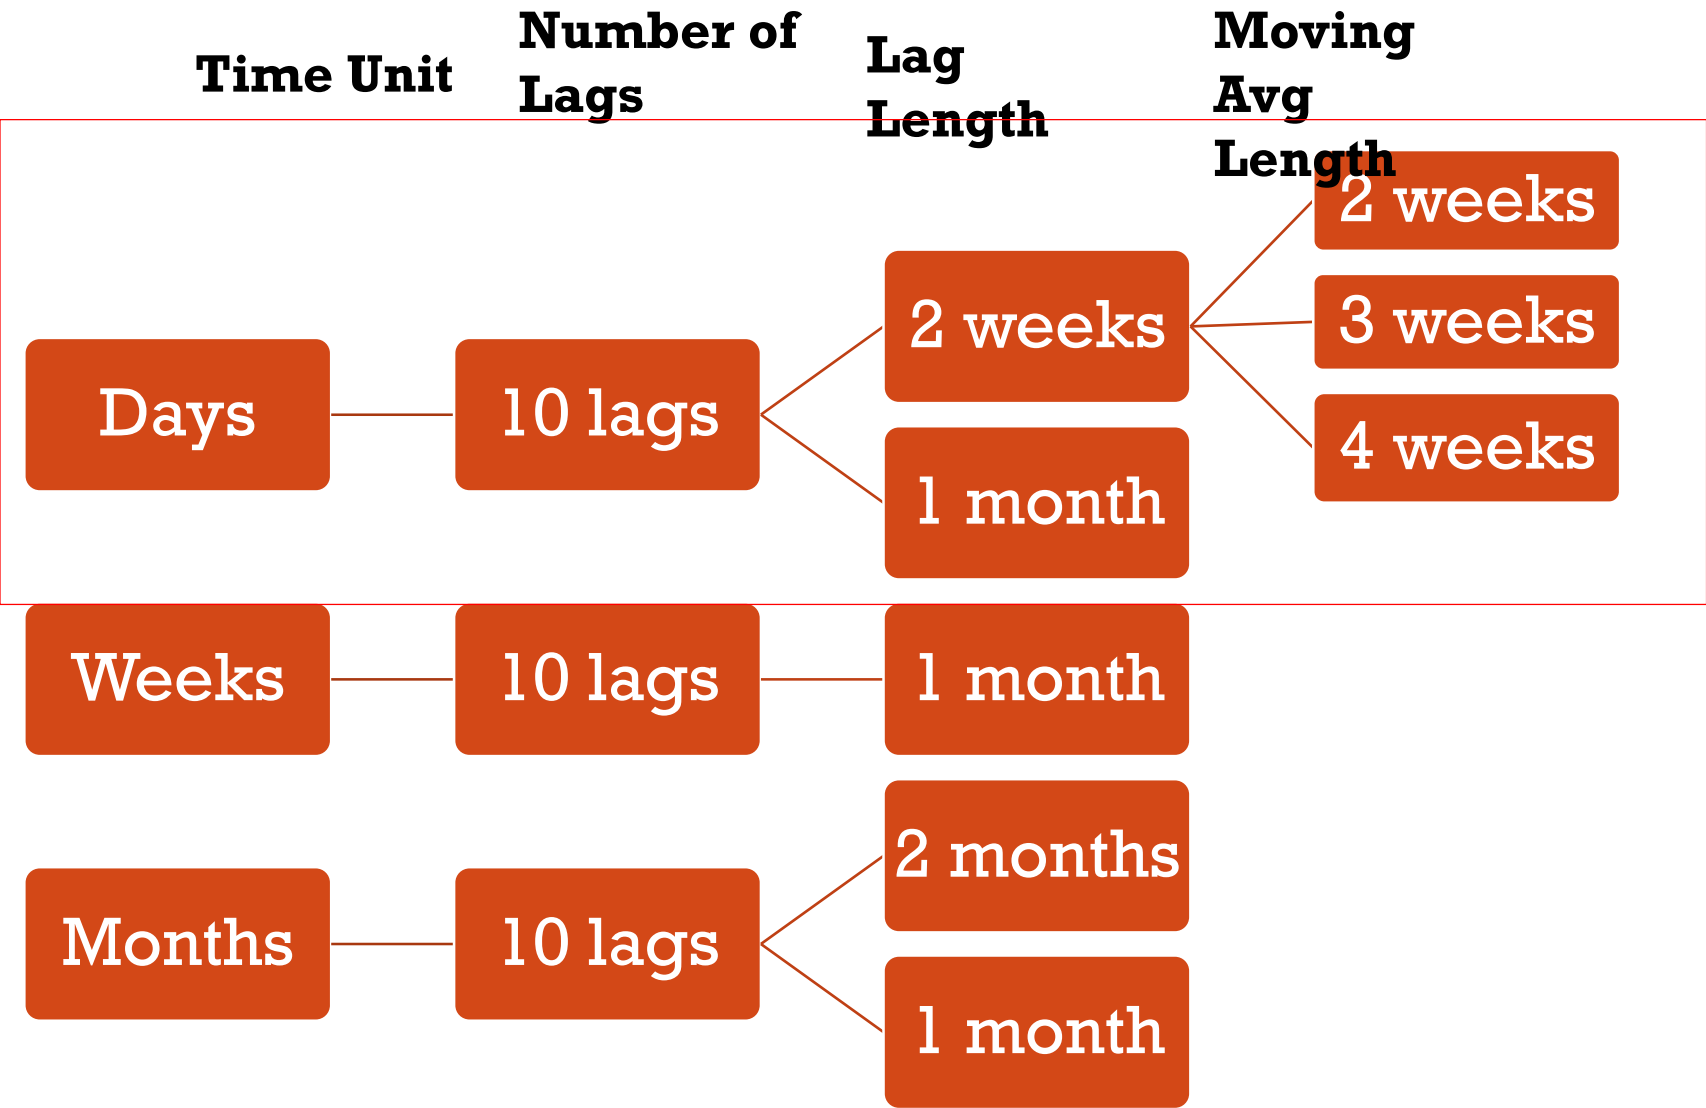 Time Unit
Number of
Lags
Lag
Length
Moving
Avg
Length
Days
10 lags
2 weeks
2 weeks
3 weeks
4 weeks
1 month
Weeks
10 lags
1 month
Months
10 lags
2 months
1 month